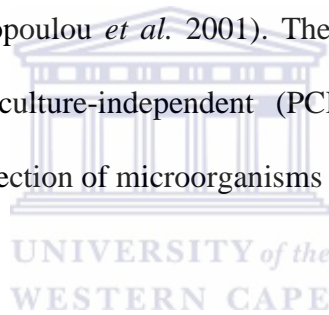 opoulou et al. 2001). The
culture-independent (PC
ection of microorganisms
UNIVERSITY of the
WESTERN CAPE